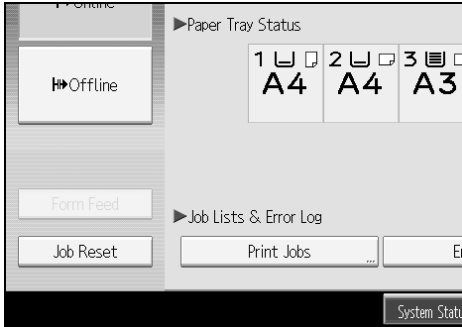 Online
▶Paper Tray Status
1 2 3
A4 A4 A3
Offline
Form Feed
▶Job Lists & Error Log
Job Reset
Print Jobs
...
System Statu